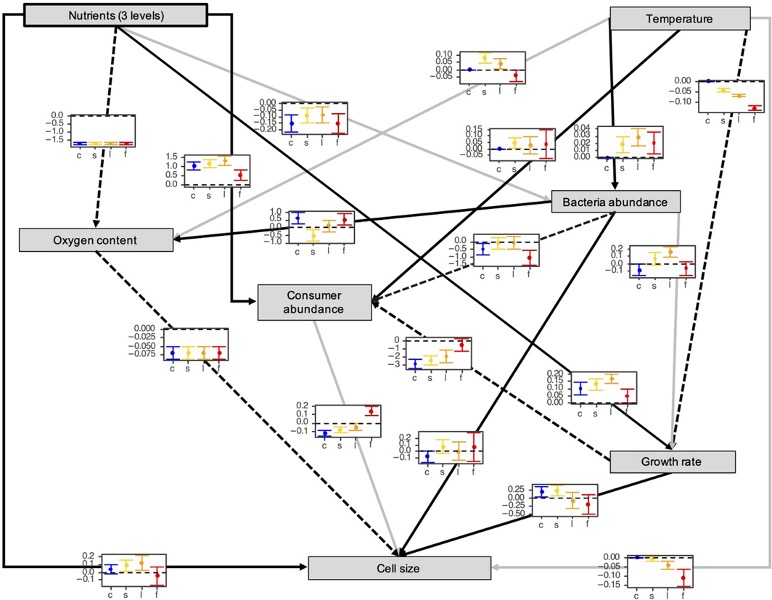 Nutrients (3 levels)
Temperature
0.10
0.05
0.00
−0.05
c s l f
0.00
−0.05
−0.10
c s l f
0.00
−0.05
−0.10
−0.15
−0.20
c s l f
0.0
−0.5
−1.0
−1.5
c s l f
0.15
0.10
0.05
0.00
−0.05
c s l f
0.04
0.03
0.02
0.01
0.00
c s l f
1.5
1.0
0.5
0.0
c s l f
Bacteria abundance
1.0
0.5
0.0
−0.5
−1.0
c s l f
Oxygen content
0.0
−0.5
−1.0
−1.5
c s l f
0.2
0.1
0.0
−0.1
c s l f
Consumer
abundance
0.000
−0.025
−0.050
−0.075
c s l f
0
−1
−2
−3
c s l f
0.20
0.15
0.10
0.05
0.00
c s l f
0.2
0.1
0.0
−0.1
c s l f
0.2
0.1
0.0
−0.1
c s l f
Growth rate
0.25
0.00
−0.25
−0.50
c s l f
0.2
0.1
0.0
−0.1
c s l f
Cell size
0.00
−0.05
−0.10
−0.15
c s l f